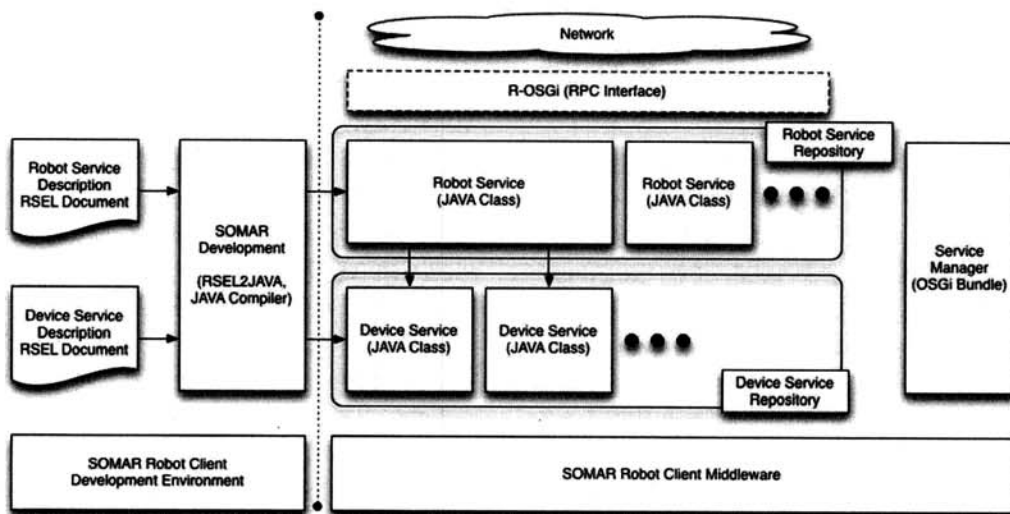 Network
R-OSGi (RPC Interface)
Robot Service
Repository
Robot Service
Description
RSEL Document
SOMAR
Development
(RSEL2JAVA,
JAVA Compiler)
Robot Service
(JAVA Class)
Robot Service
(JAVA Class)
Service
Manager
(OSGi Bundle)
Device Service
Description
RSEL Document
Device Service
(JAVA Class)
Device Service
(JAVA Class)
Device Service
Repository
SOMAR Robot Client
Development Environment
SOMAR Robot Client Middleware